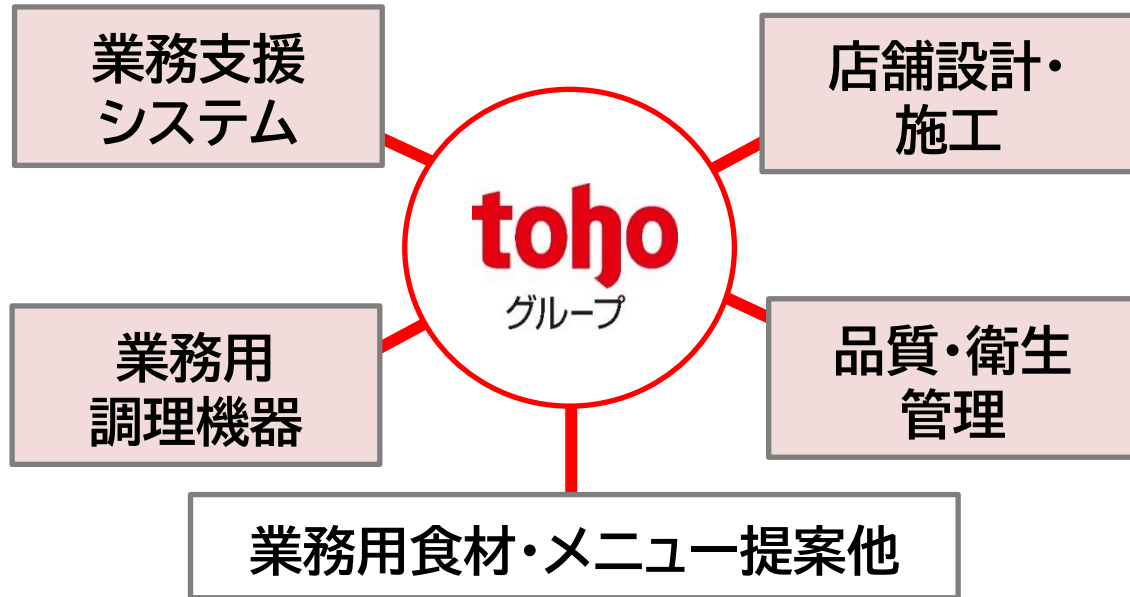 業務支援
システム
店舗設計・
施工
toho
グループ
業務用
調理機器
品質・衛生
管理
業務用食材・メニュー提案他